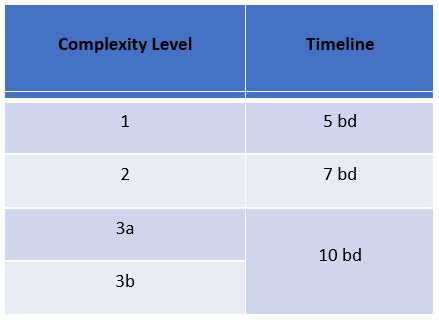 Complexity Level Timeline
1 5 bd
2 7 bd
3a
10 bd
3b